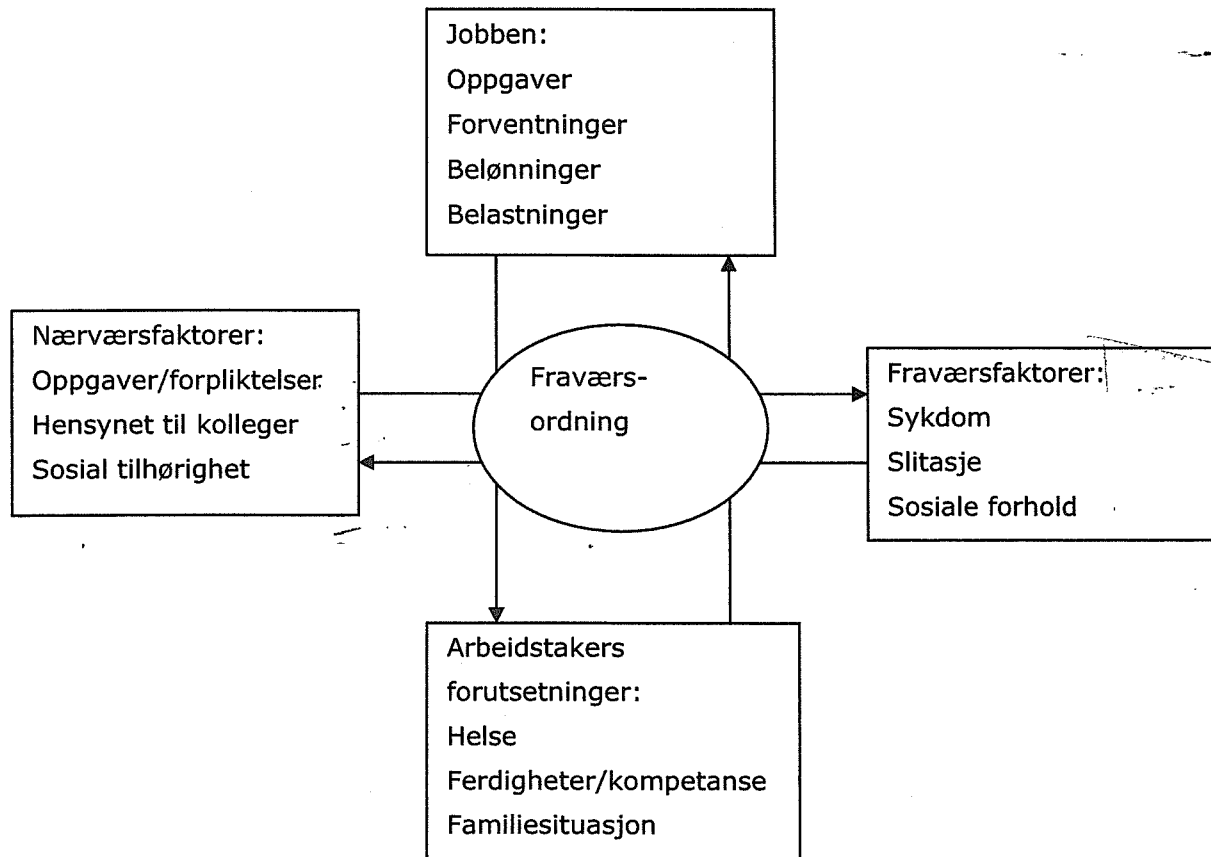 Jobben:
Oppgaver
Forventninger
Belønninger
Belastninger
Nærværsfaktorer:
Oppgaver/forpliktelser
Hensynet til kolleger
Sosial tilhørighet
Fraværs-
ordning
Fraværsfaktorer:
Sykdom
Slitasje
Sosiale forhold
Arbeidstakers
forutsetninger:
Helse
Ferdigheter/kompetanse
Familiesituasjon